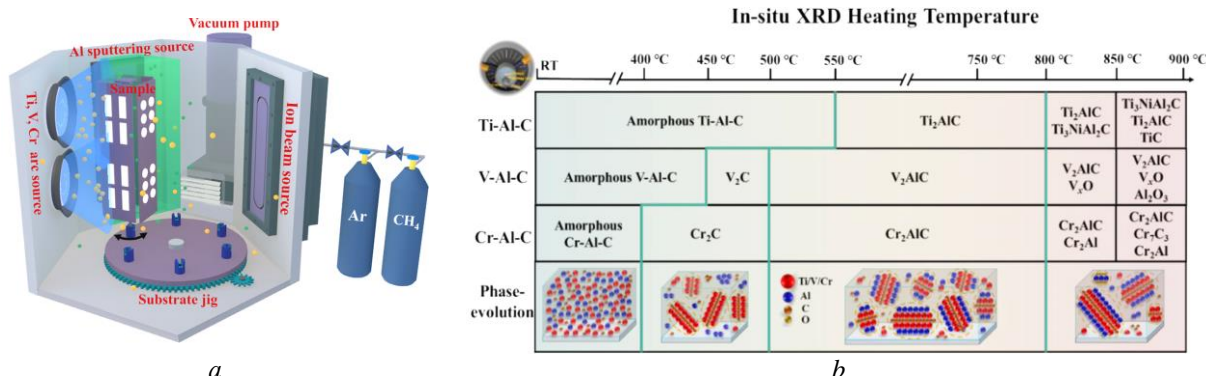 Vacuum pump
Al sputtering source
Sample
Ti, V, Cr arc source
Ion beam source
Ar
CH₄
Substrate jig
a
In-situ XRD Heating Temperature
RT 400 °C 450 °C 500 °C 550 °C 750 °C 800 °C 850 °C 900 °C
Ti-Al-C
Amorphous Ti-Al-C
Ti₂AlC
Ti₂AlC
Ti₃NiAl₂C
Ti₃NiAl₂C
Ti₂AlC
TiC
V-Al-C
Amorphous V-Al-C
V₂C
V₂AlC
V₂AlC
VₓO
V₂AlC
VₓO
Al₂O₃
Cr-Al-C
Amorphous
Cr-Al-C
Cr₂C
Cr₂AlC
Cr₂AlC
Cr₂Al
Cr₂AlC
Cr₇C₃
Cr₂Al
Phase-
evolution
Ti/V/Cr
Al
C
O
b